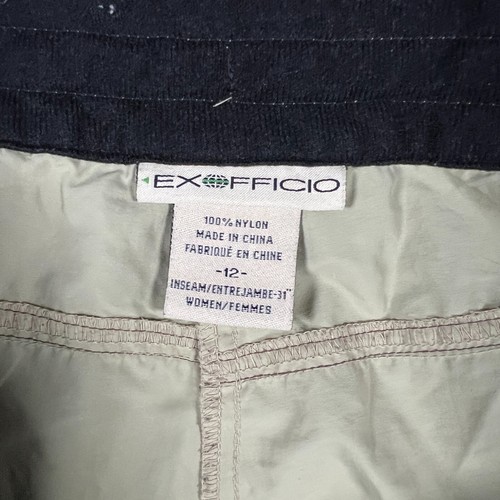 EXOFFICIO
100% NYLON
MADE IN CHINA
FABRIQUÉ EN CHINE
-12-
INSEAM/ENTREJAMBE-31"
WOMEN/FEMMES